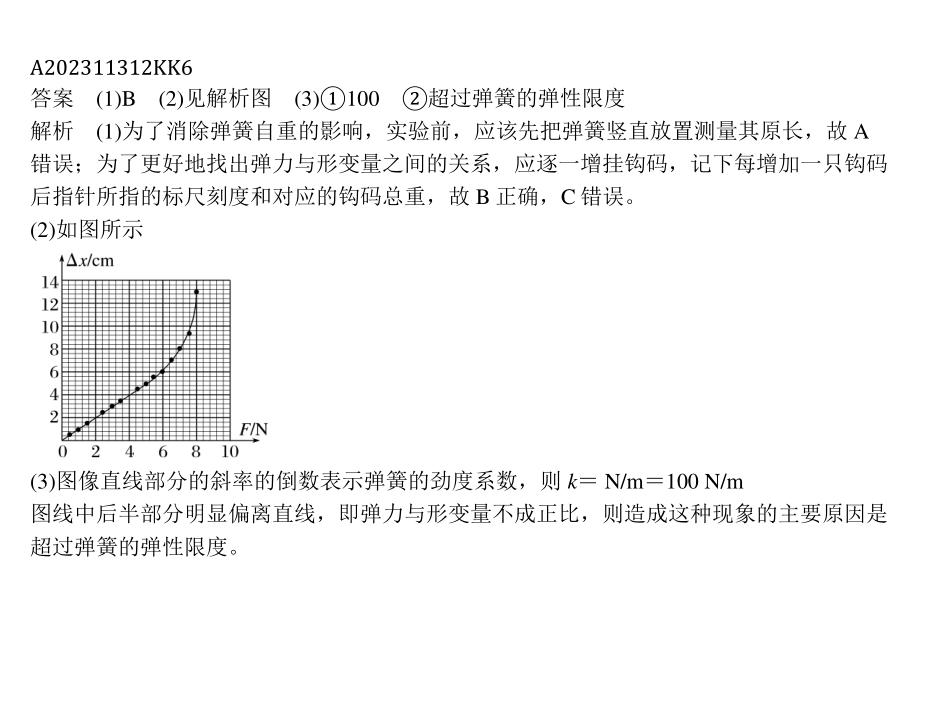 A202311312KK6
答案 (1)B (2)见解析图 (3)①100 ②超过弹簧的弹性限度
解析 (1)为了消除弹簧自重的影响，实验前，应该先把弹簧竖直放置测量其原长，故 A
错误；为了更好地找出弹力与形变量之间的关系，应逐一增挂钩码，记下每增加一只钩码
后指针所指的标尺刻度和对应的钩码总重，故 B 正确，C 错误。
(2)如图所示
Δx/cm
14
12
10
8
6
4
2
F/N
0 2 4 6 8 10
(3)图像直线部分的斜率的倒数表示弹簧的劲度系数，则 k＝ N/m＝100 N/m
图线中后半部分明显偏离直线，即弹力与形变量不成正比，则造成这种现象的主要原因是
超过弹簧的弹性限度。